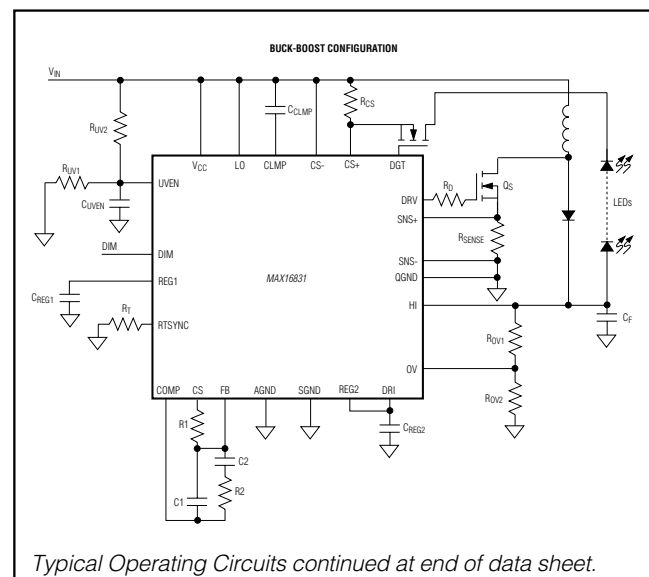 BUCK-BOOST CONFIGURATION
VIN
RUV2
RUV1
CUVEN
CCLMP
RCS
VCC
LO
CLMP
CS-
CS+
DGT
UVEN
DRV
RD
QS
LEDs
SNS+
RSENSE
DIM
DIM
SNS-
MAX16831
QGND
REG1
CREG1
HI
CF
RT
RTSYNC
ROV1
OV
COMP
CS
FB
AGND
SGND
REG2
DRI
ROV2
R1
CREG2
C2
C1
R2
Typical Operating Circuits continued at end of data sheet.